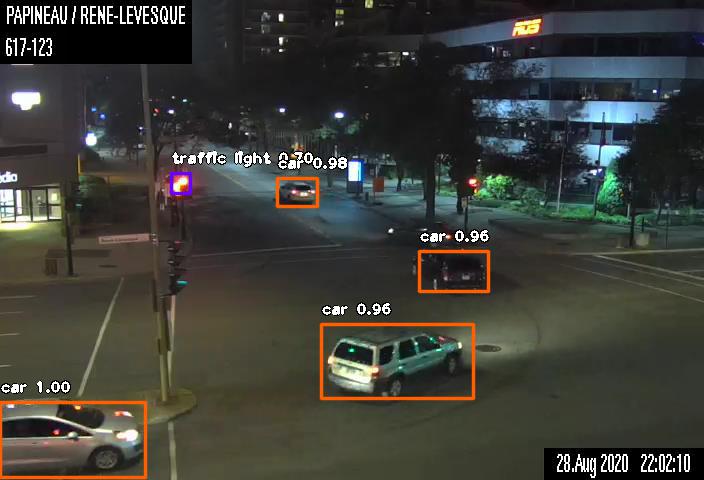 PAPINEAU / RENE-LEVESQUE
617-123
traffic light 0.70
car 0.98
car 0.96
car 0.96
car 1.00
28.Aug 2020 22:02:10